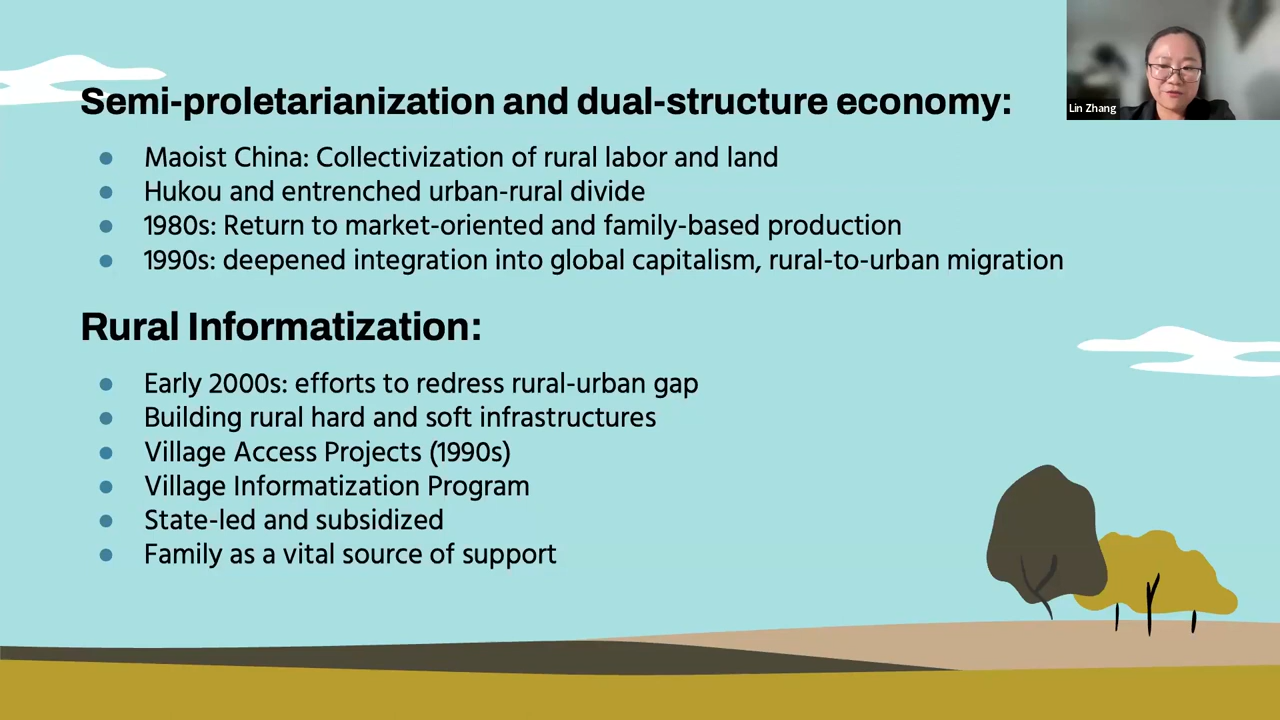 Lin Zhang
Semi-proletarianization and dual-structure economy:
Maoist China: Collectivization of rural labor and land
Hukou and entrenched urban-rural divide
1980s: Return to market-oriented and family-based production
1990s: deepened integration into global capitalism, rural-to-urban migration
Rural Informatization:
Early 2000s: efforts to redress rural-urban gap
Building rural hard and soft infrastructures
Village Access Projects (1990s)
Village Informatization Program
State-led and subsidized
Family as a vital source of support